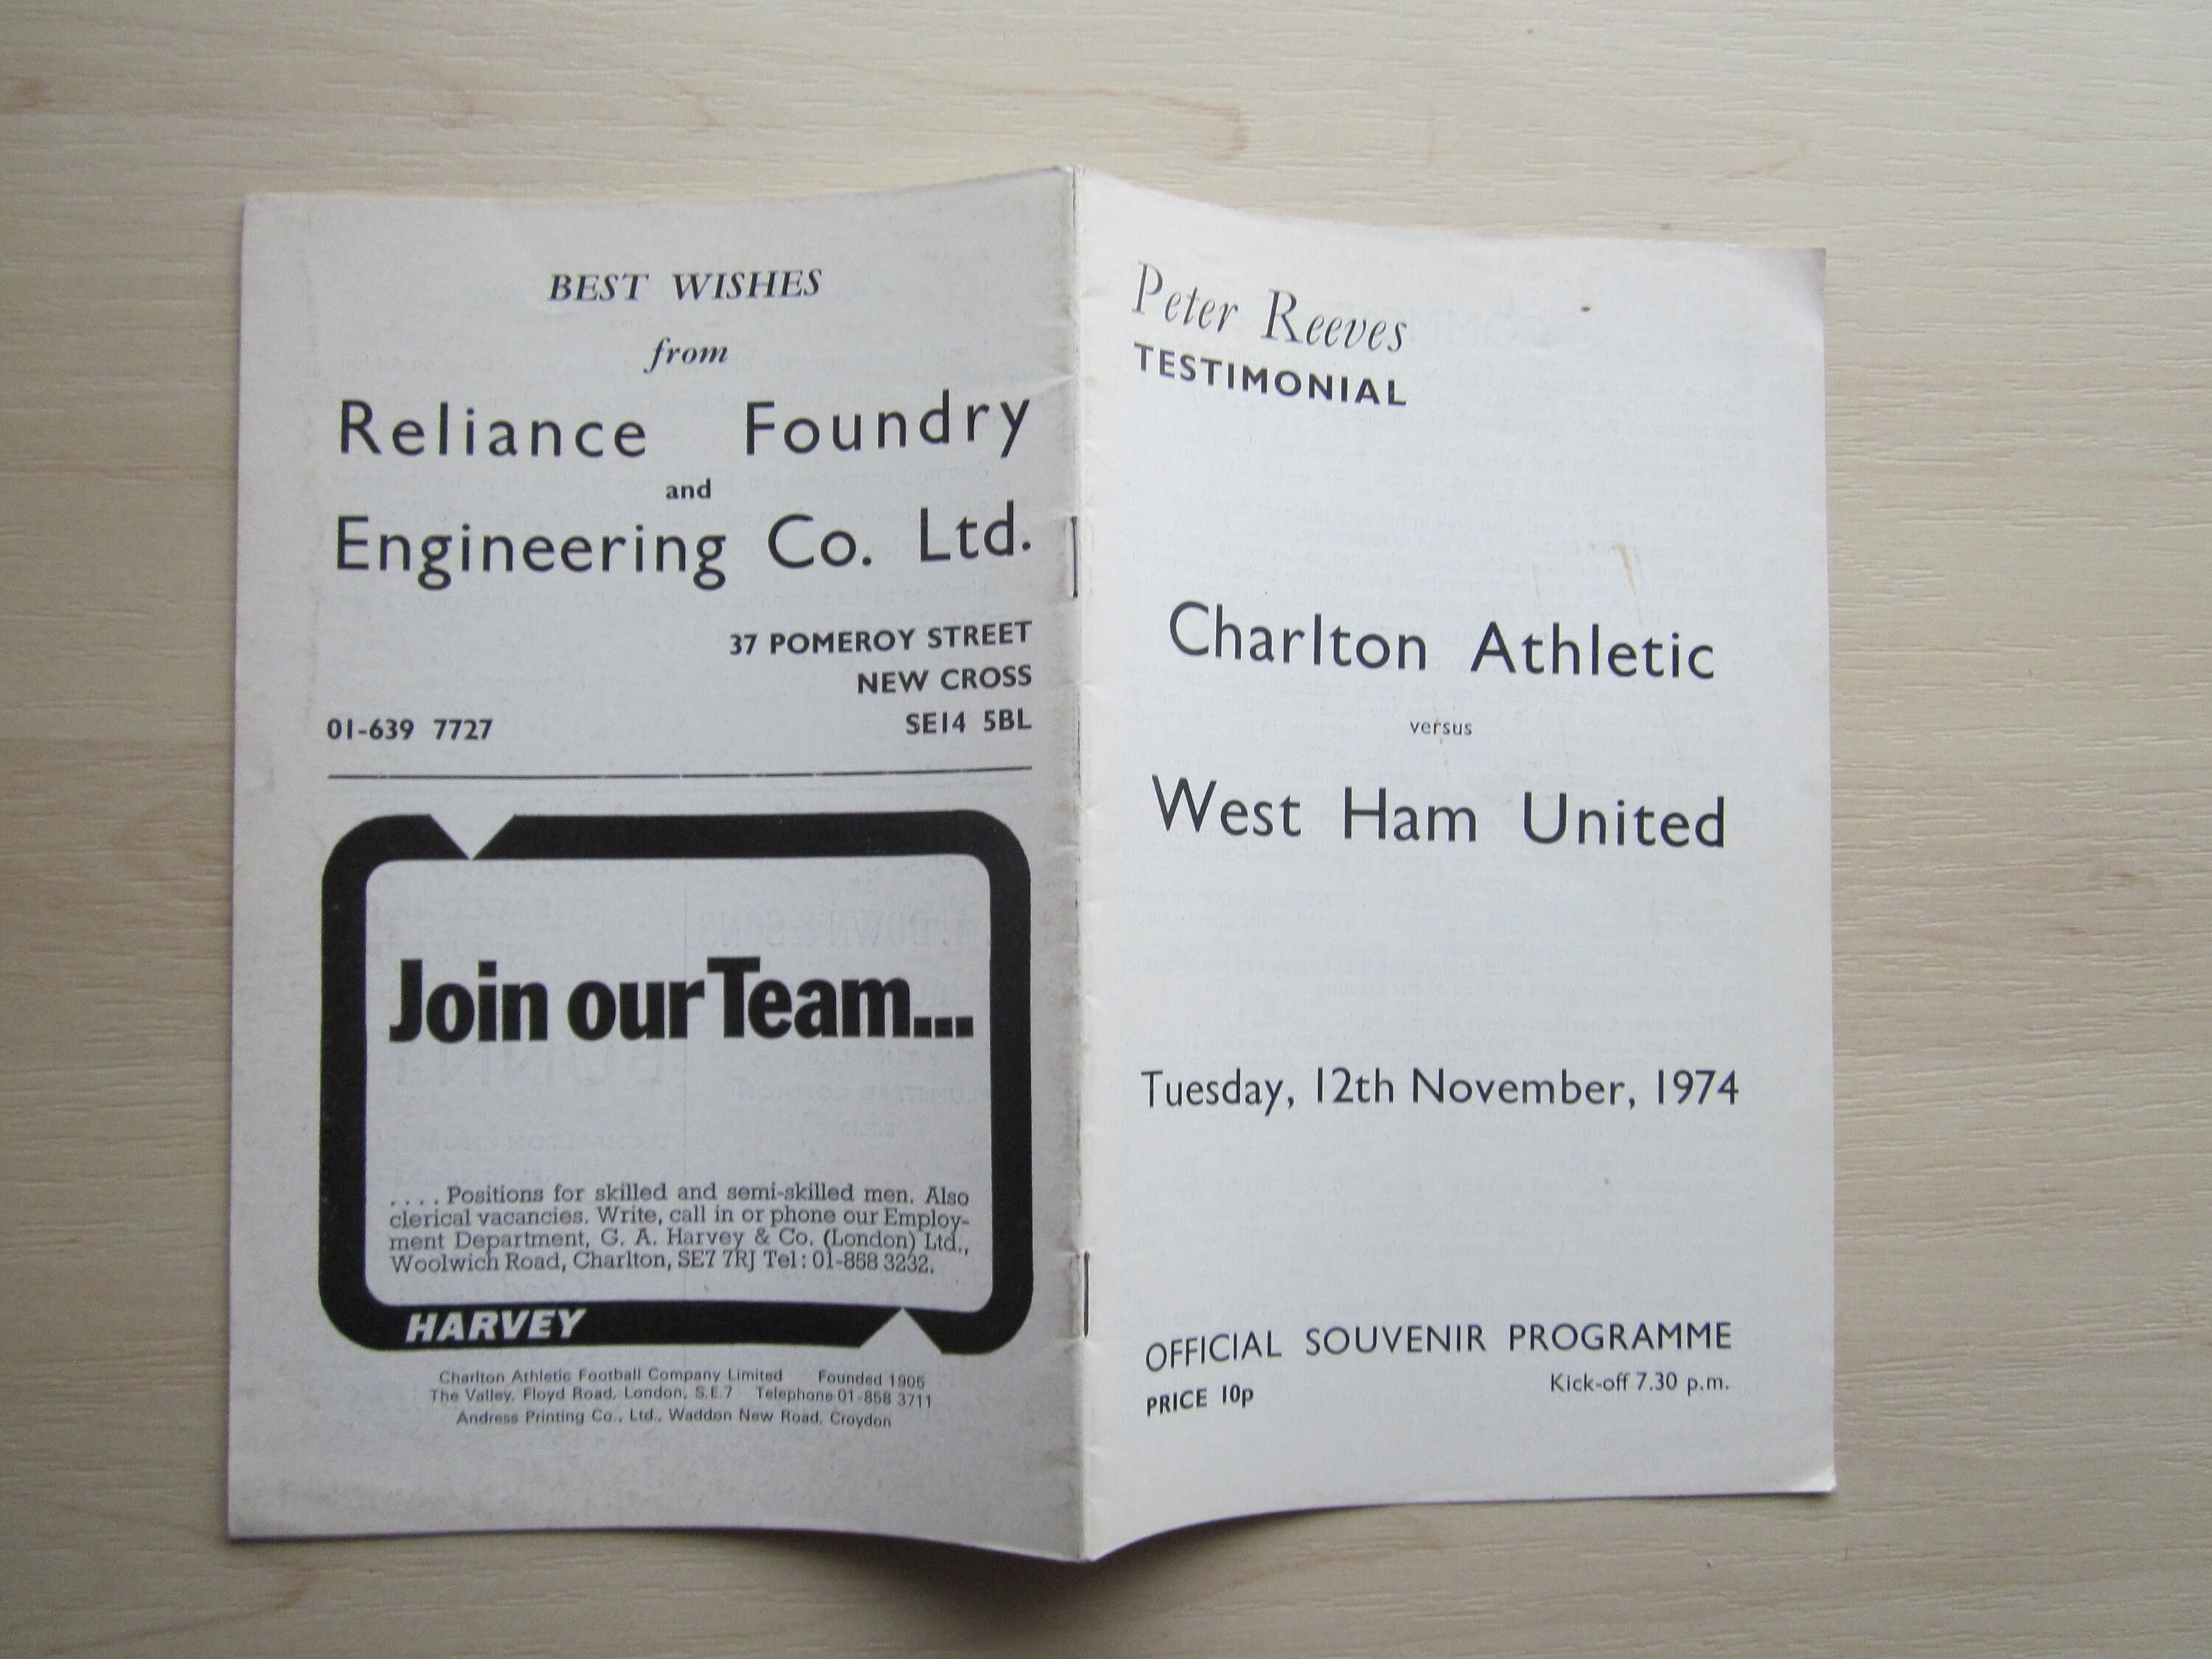 BEST WISHES
from
Reliance Foundry
and
Engineering Co. Ltd.
37 POMEROY STREET
NEW CROSS
01-639 7727 SE14 5BL
Join our Team...
. . . . Positions for skilled and semi-skilled men. Also
clerical vacancies. Write, call in or phone our Employ-
ment Department, G. A. Harvey & Co. (London) Ltd.,
Woolwich Road, Charlton, SE7 7RJ Tel: 01-858 3232.
HARVEY
Charlton Athletic Football Company Limited Founded 1905
The Valley, Floyd Road, London, S.E.7 Telephone 01-858 3711
Andress Printing Co., Ltd., Waddon New Road, Croydon
Peter Reeves
TESTIMONIAL
Charlton Athletic
versus
West Ham United
Tuesday, 12th November, 1974
OFFICIAL SOUVENIR PROGRAMME
PRICE 10p Kick-off 7.30 p.m.